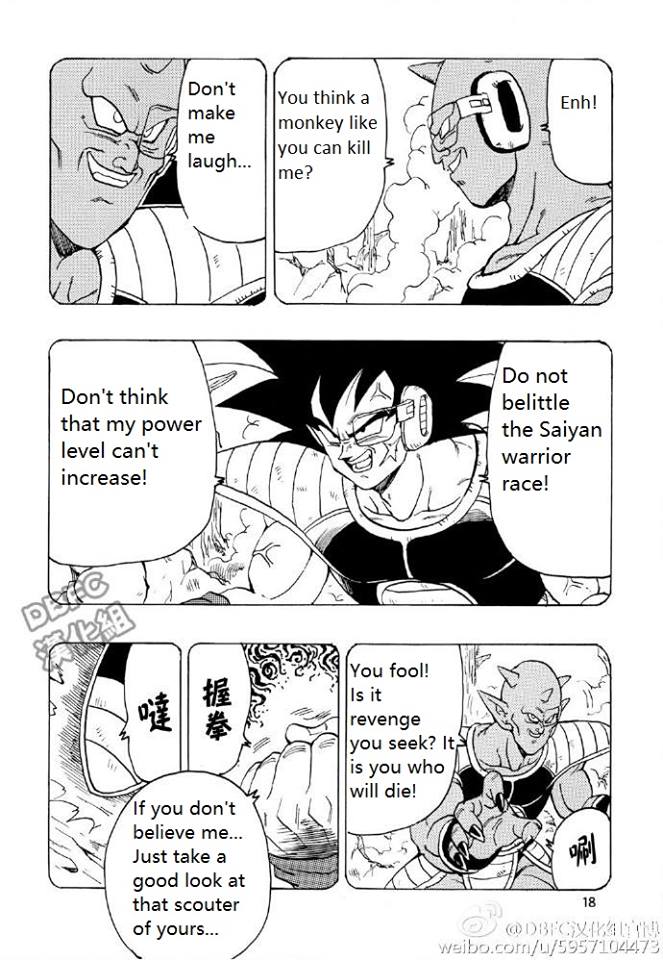 Enh!
You think a
monkey like
you can kill
me?
Don't
make
me
laugh...
Do not
belittle
the Saiyan
warrior
race!
Don't think
that my power
level can't
increase!
You fool!
Is it
revenge
you seek? It
is you who
will die!
唰
握拳
噠
If you don't
believe me...
Just take a
good look at
that scouter
of yours...
DBFC
漢化組
18
@DBFC汉化组官博
weibo.com/u/5957104473